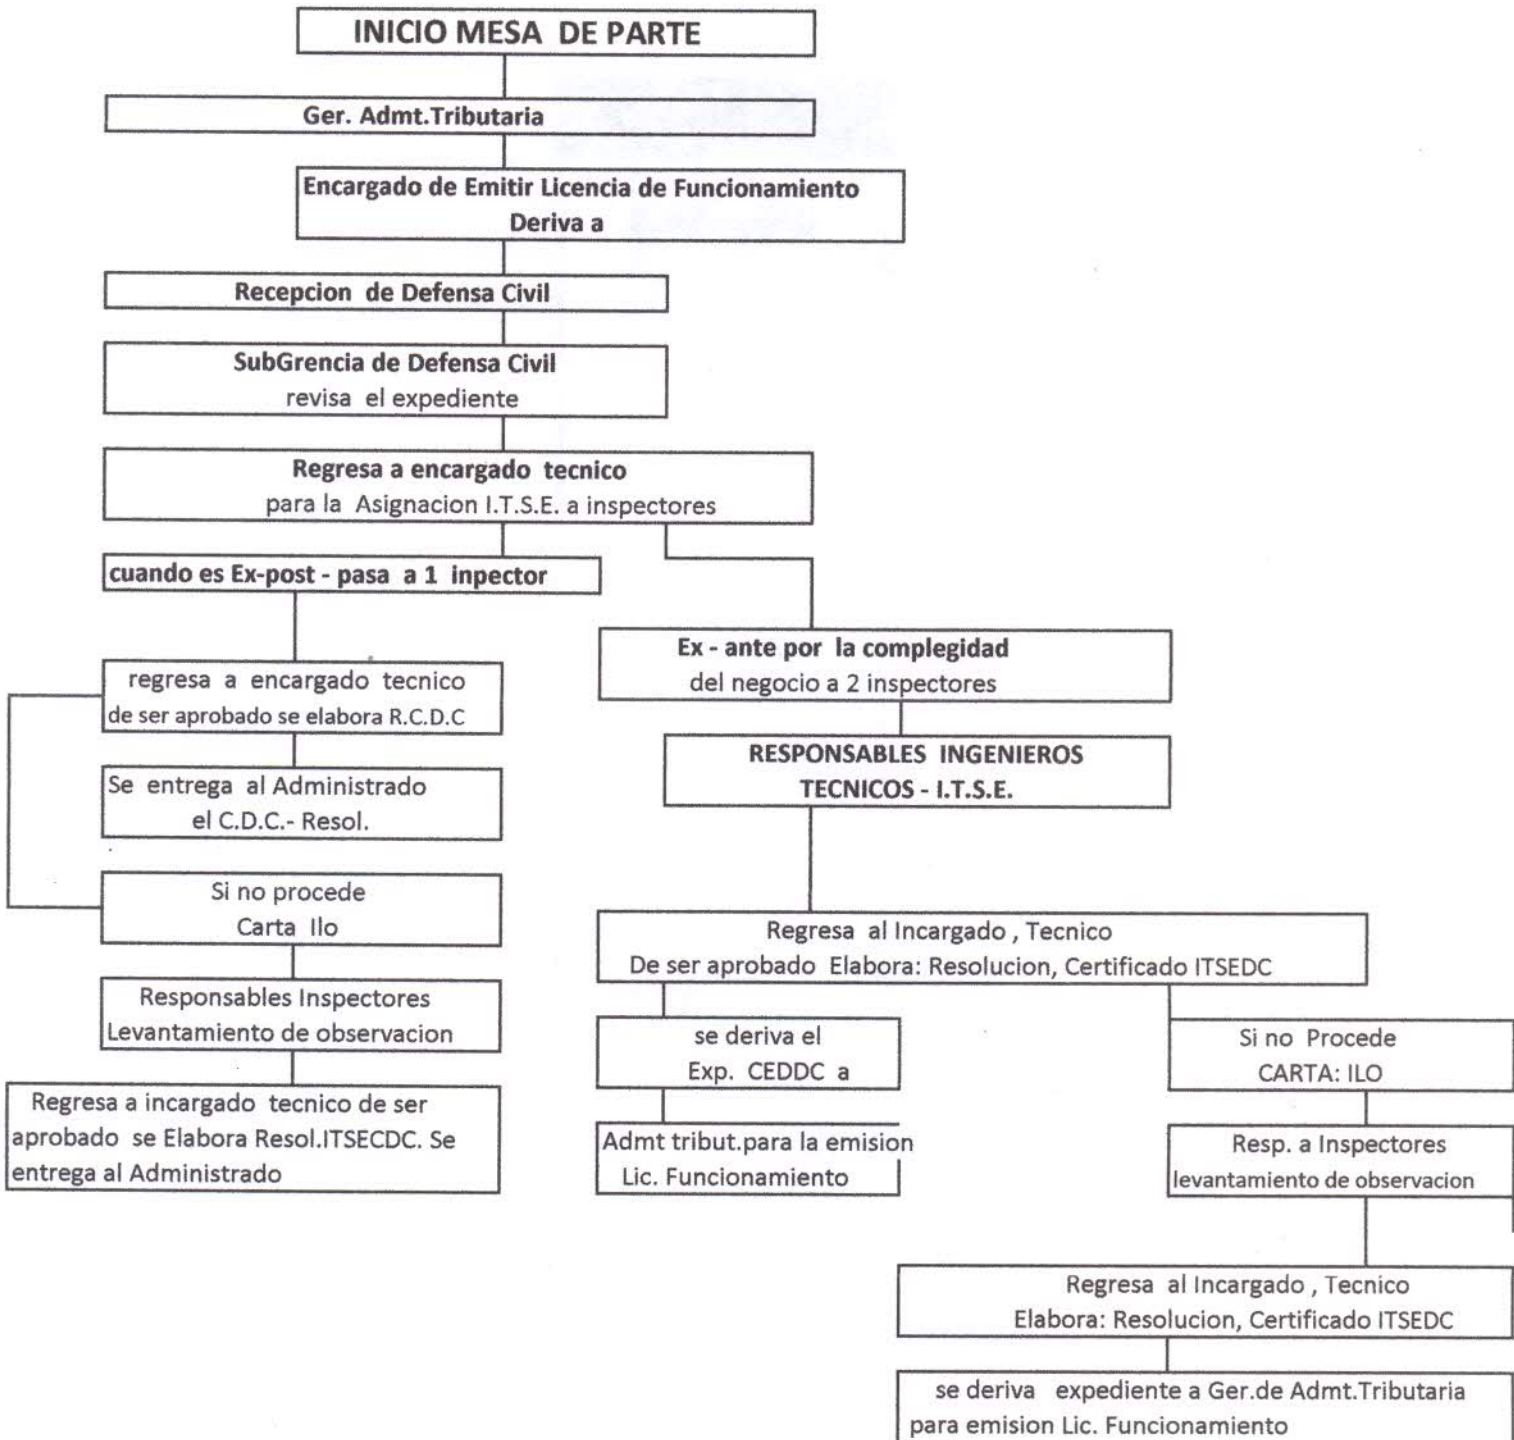 INICIO MESA DE PARTE
Ger. Admt.Tributaria
Encargado de Emitir Licencia de Funcionamiento
Deriva a
Recepcion de Defensa Civil
SubGrencia de Defensa Civil
revisa el expediente
Regresa a encargado tecnico
para la Asignacion I.T.S.E. a inspectores
cuando es Ex-post - pasa a 1 inpector
regresa a encargado tecnico
de ser aprobado se elabora R.C.D.C
Se entrega al Administrado
el C.D.C.- Resol.
Si no procede
Carta Ilo
Responsables Inspectores
Levantamiento de observacion
Regresa a incargado tecnico de ser
aprobado se Elabora Resol.ITSECDC. Se
entrega al Administrado
Ex - ante por la complegidad
del negocio a 2 inspectores
RESPONSABLES INGENIEROS
TECNICOS - I.T.S.E.
Regresa al Incargado , Tecnico
De ser aprobado Elabora: Resolucion, Certificado ITSEDC
se deriva el
Exp. CEDDC a
Admt tribut.para la emision
Lic. Funcionamiento
Si no Procede
CARTA: ILO
Resp. a Inspectores
levantamiento de observacion
Regresa al Incargado , Tecnico
Elabora: Resolucion, Certificado ITSEDC
se deriva expediente a Ger.de Admt.Tributaria
para emision Lic. Funcionamiento